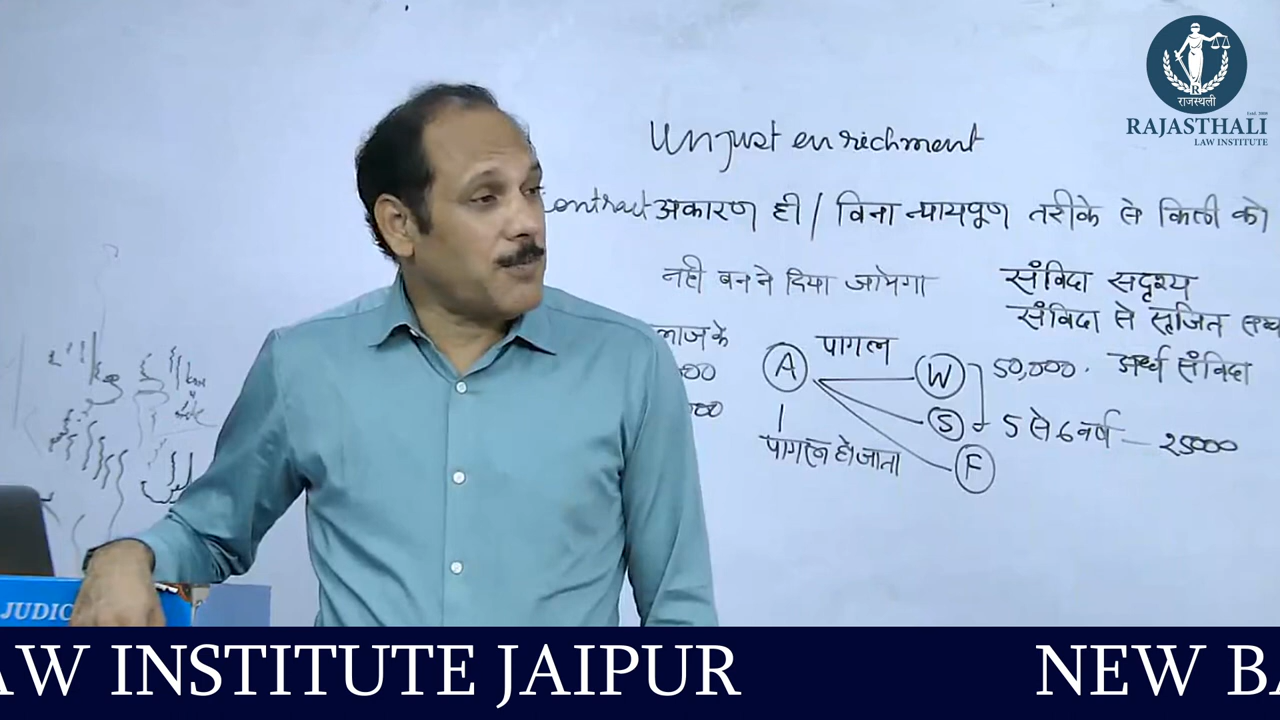 राजस्थली
RAJASTHALI
LAW INSTITUTE
Unjust enrichment
contract अकारण ही / विना न्यायपूण तरीके से किसी को
नही बनने दिया जायेगा
संविदा सदृश्य
संविदा से सृजित
पागल
A
W
50,000.
अर्ध संविदा
S
5 से 6 वर्ष — 25000
पागल हो जाता
F
JUDIC
AW INSTITUTE JAIPUR
NEW BA